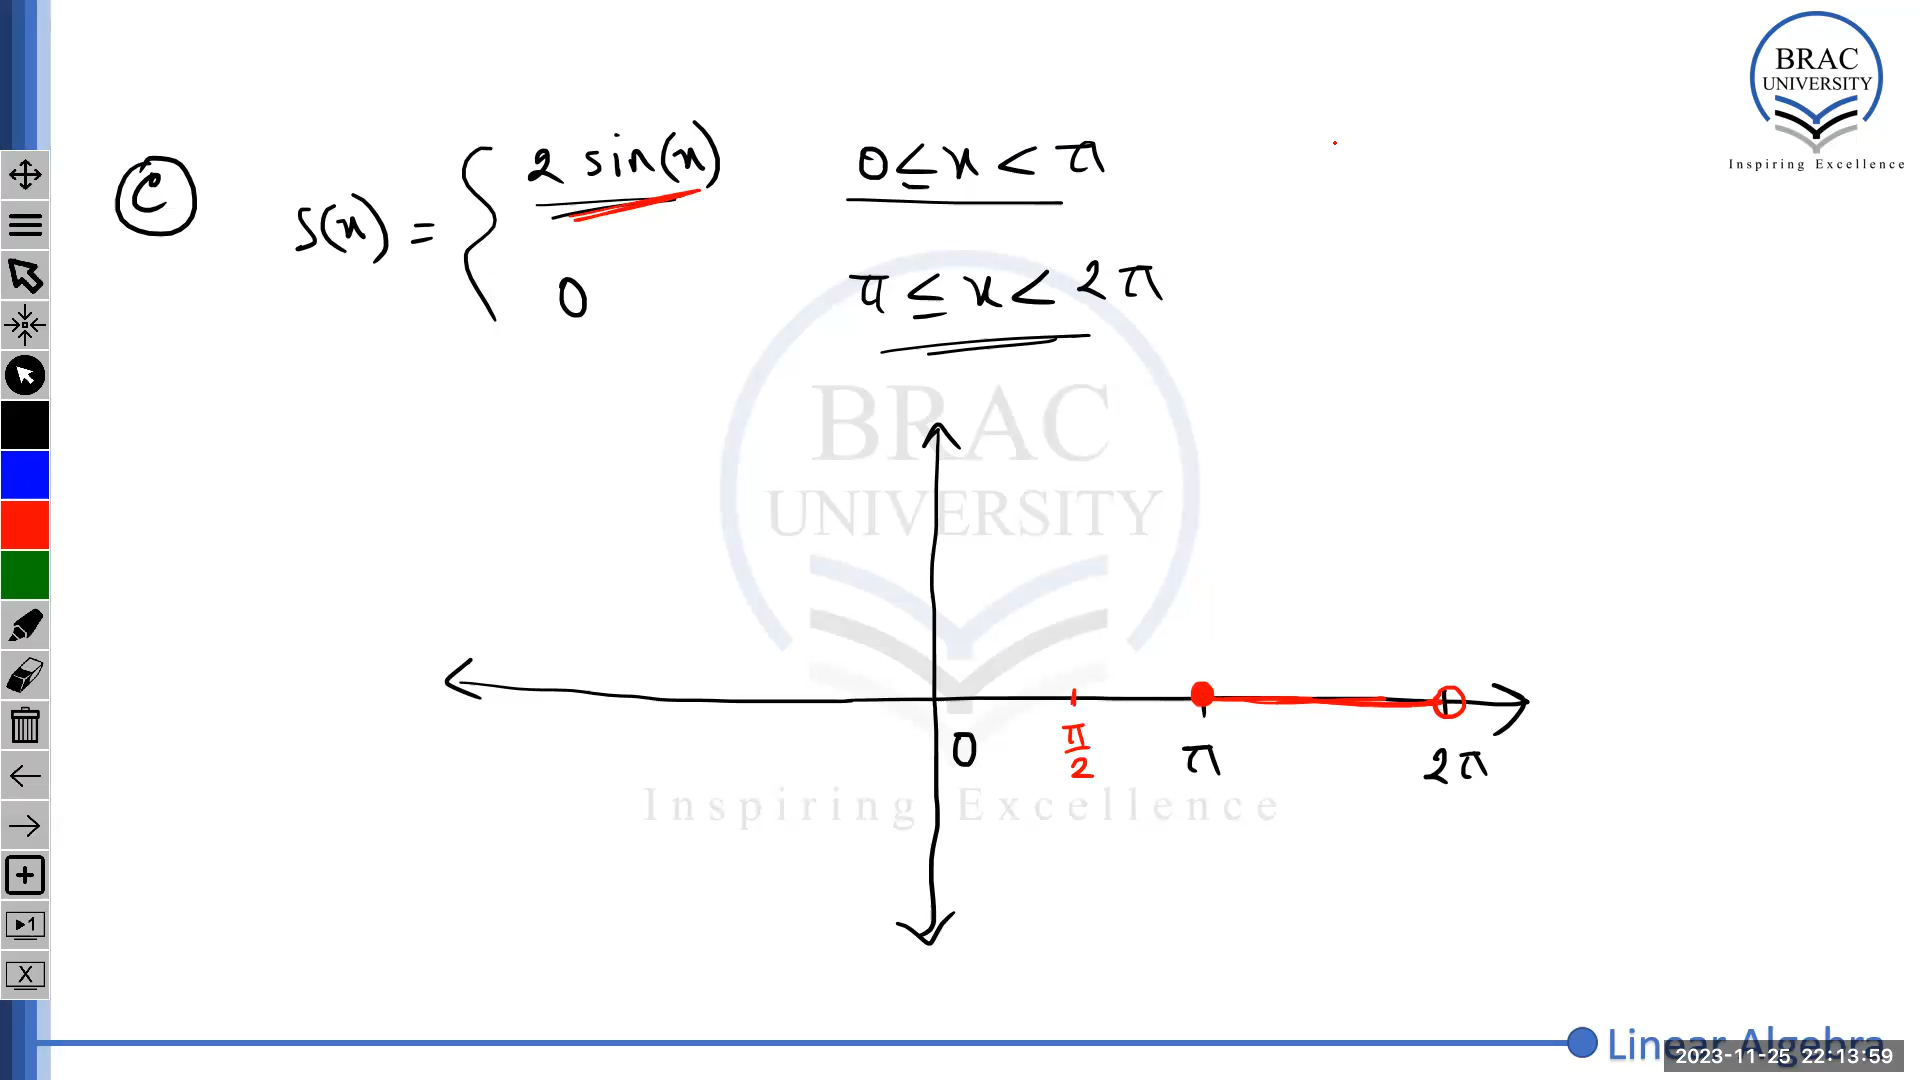 BRAC
UNIVERSITY
Inspiring Excellence
C
S(x) = { 2 sin(x) 0 ≤ x < π
0 π ≤ x < 2π
BRAC
UNIVERSITY
0 π/2 π 2π
Inspiring Excellence
1
X
Linear Algebra
2023-11-25 22:13:59